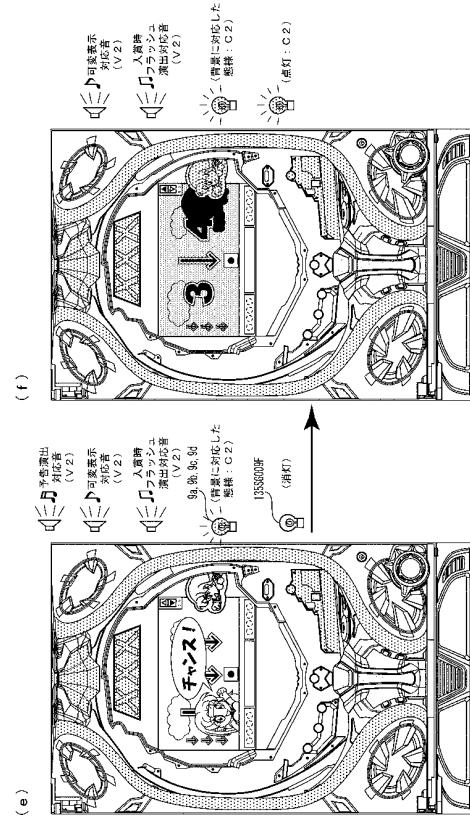 (e)
予告演出
対応音
(V2)
可変表示
対応音
(V2)
入賞時
フラッシュ
演出対応音
(V2)
9a,9b,9c,9d
(背景に対応した
態様:C2)
135S6009F
(消灯)
チャンス!
(f)
可変表示
対応音
(V2)
入賞時
フラッシュ
演出対応音
(V2)
(背景に対応した
態様:C2)
(点灯:C2)
3
4